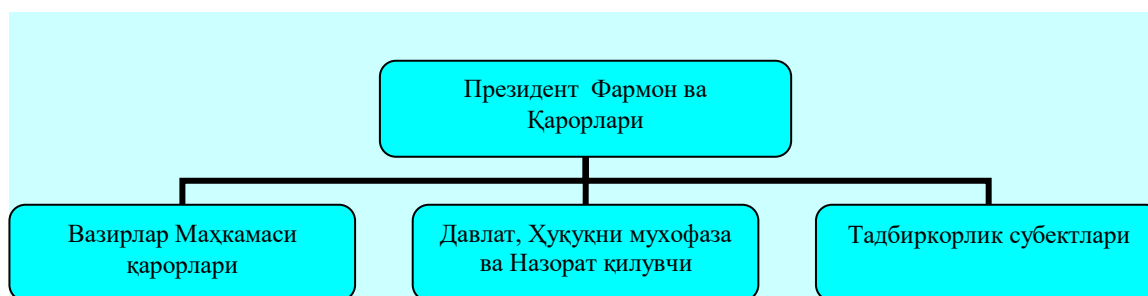 Президент Фармон ва
Қарорлари
Вазирлар Маҳкамаси
қарорлари
Давлат, Ҳуқуқни мухофаза
ва Назорат қилувчи
Тадбиркорлик субектлари